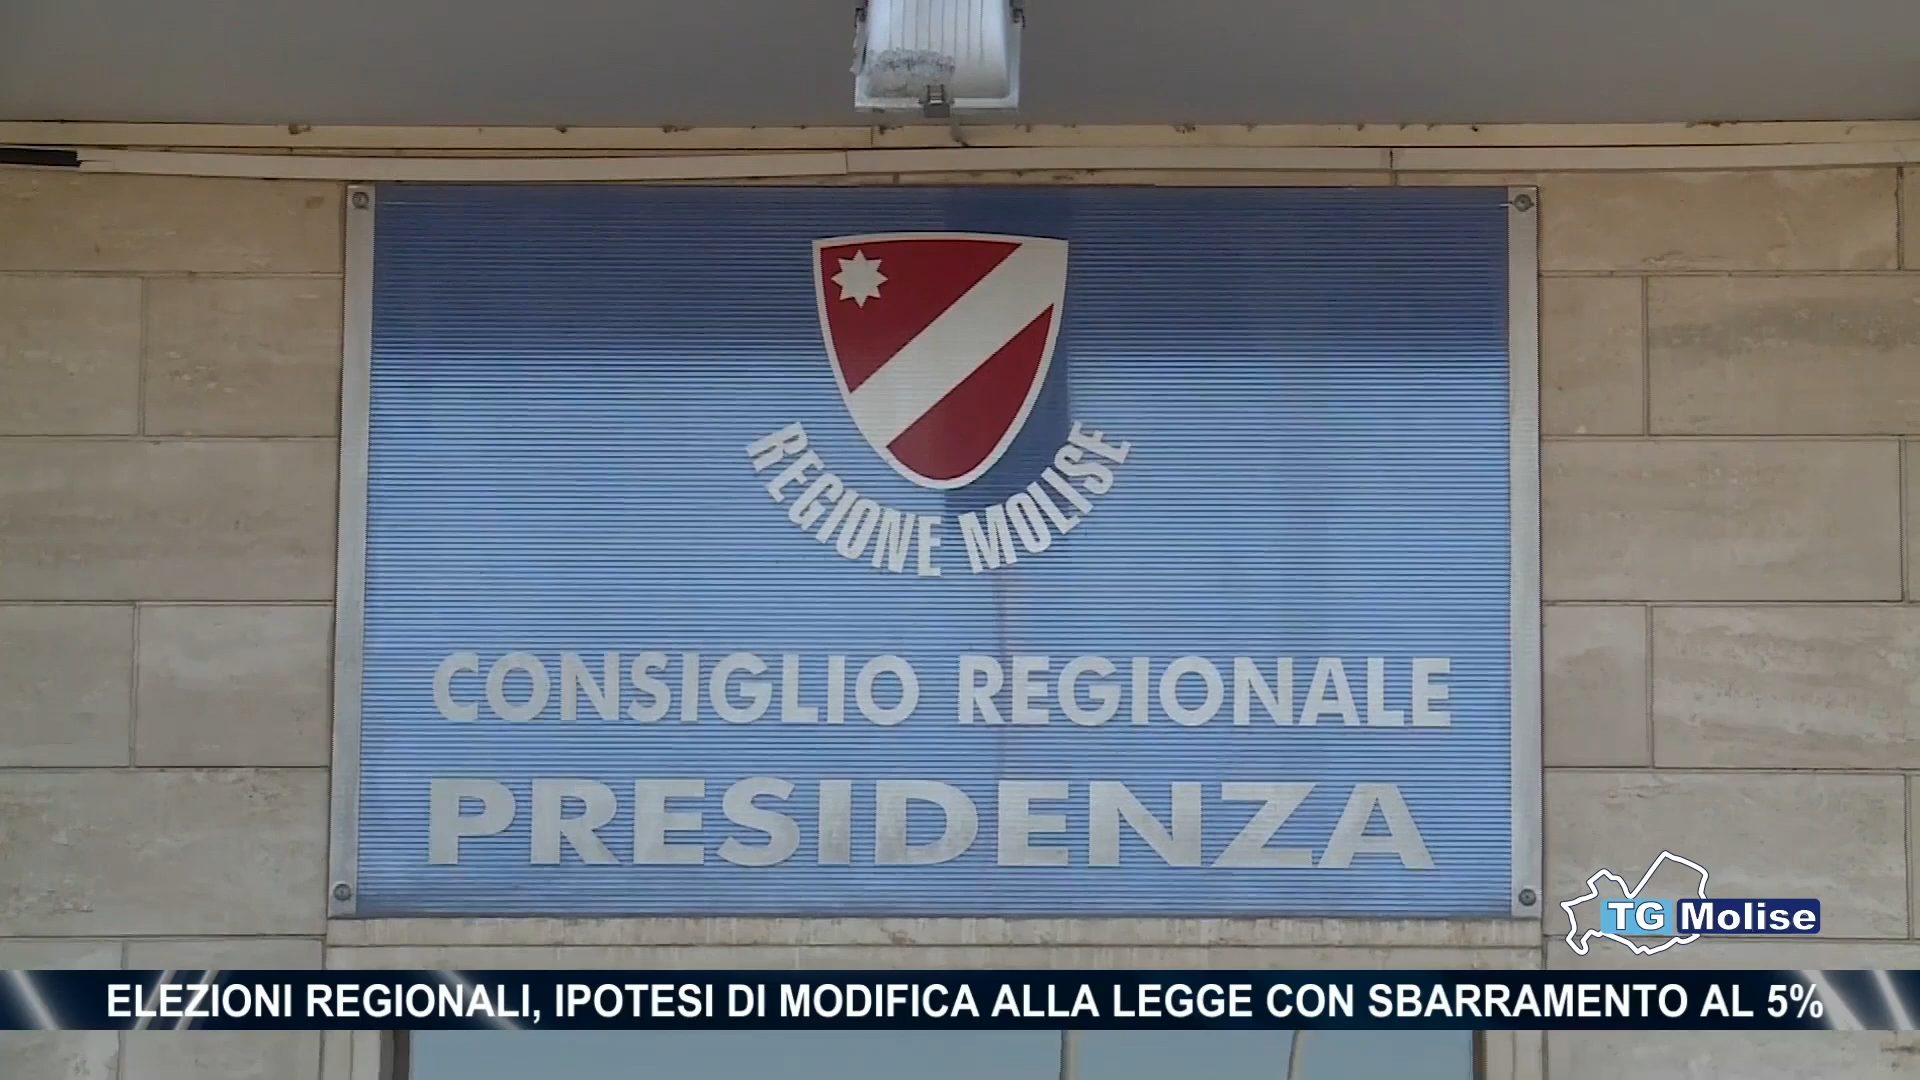 REGIONE MOLISE
CONSIGLIO REGIONALE
PRESIDENZA
TG Molise
ELEZIONI REGIONALI, IPOTESI DI MODIFICA ALLA LEGGE CON SBARRAMENTO AL 5%